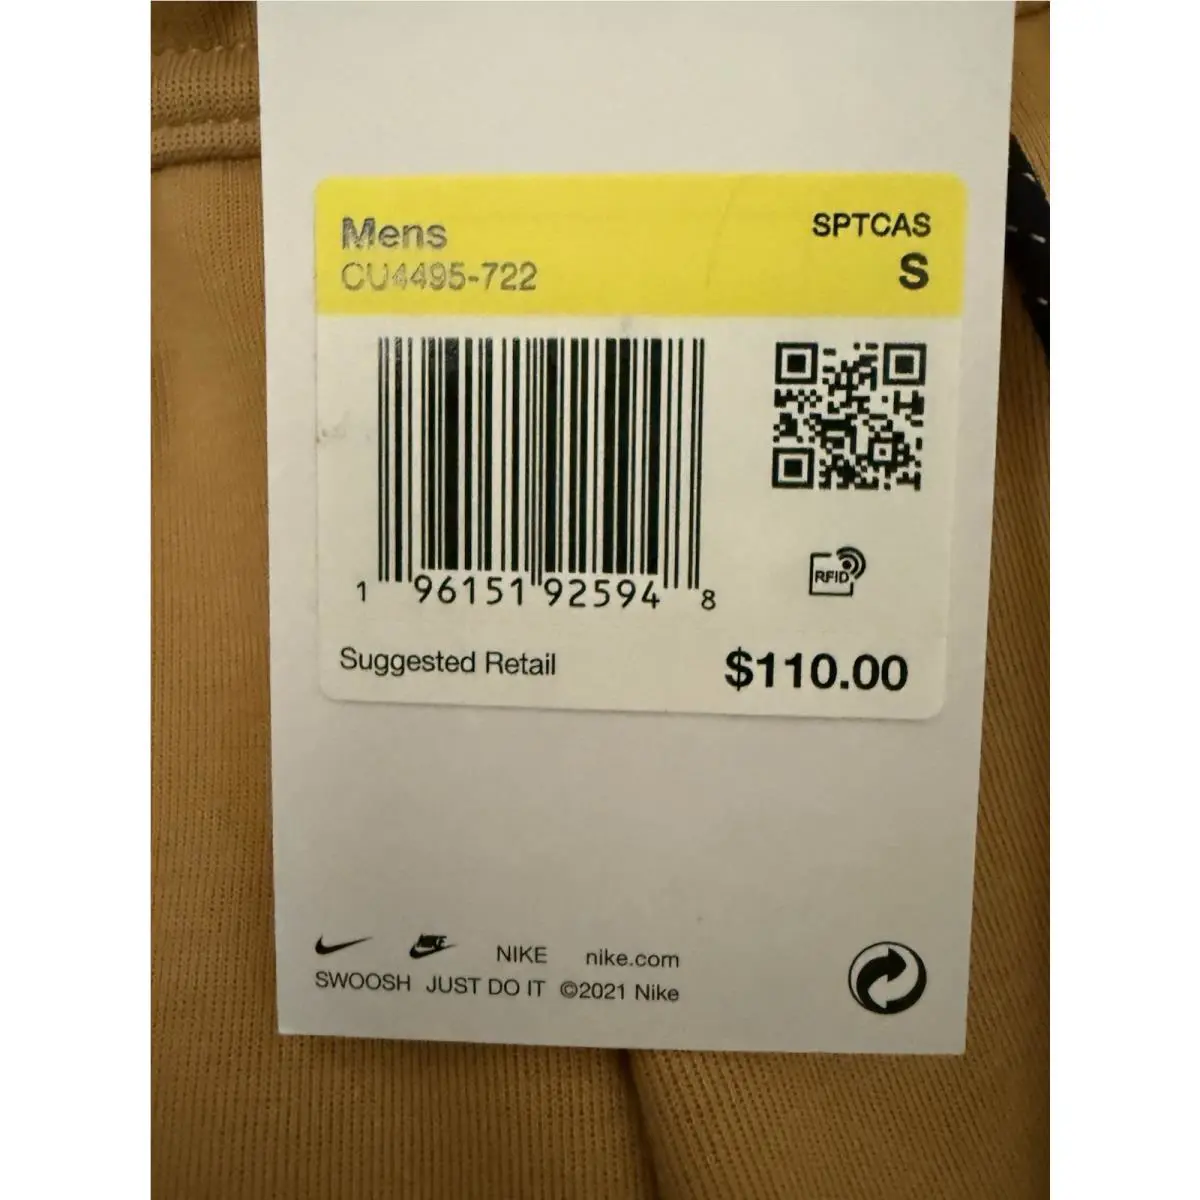 Mens SPTCAS
CU4495-722 S
RFID
1 96151 92594 8
Suggested Retail $110.00
NIKE NIKE nike.com
SWOOSH JUST DO IT ©2021 Nike